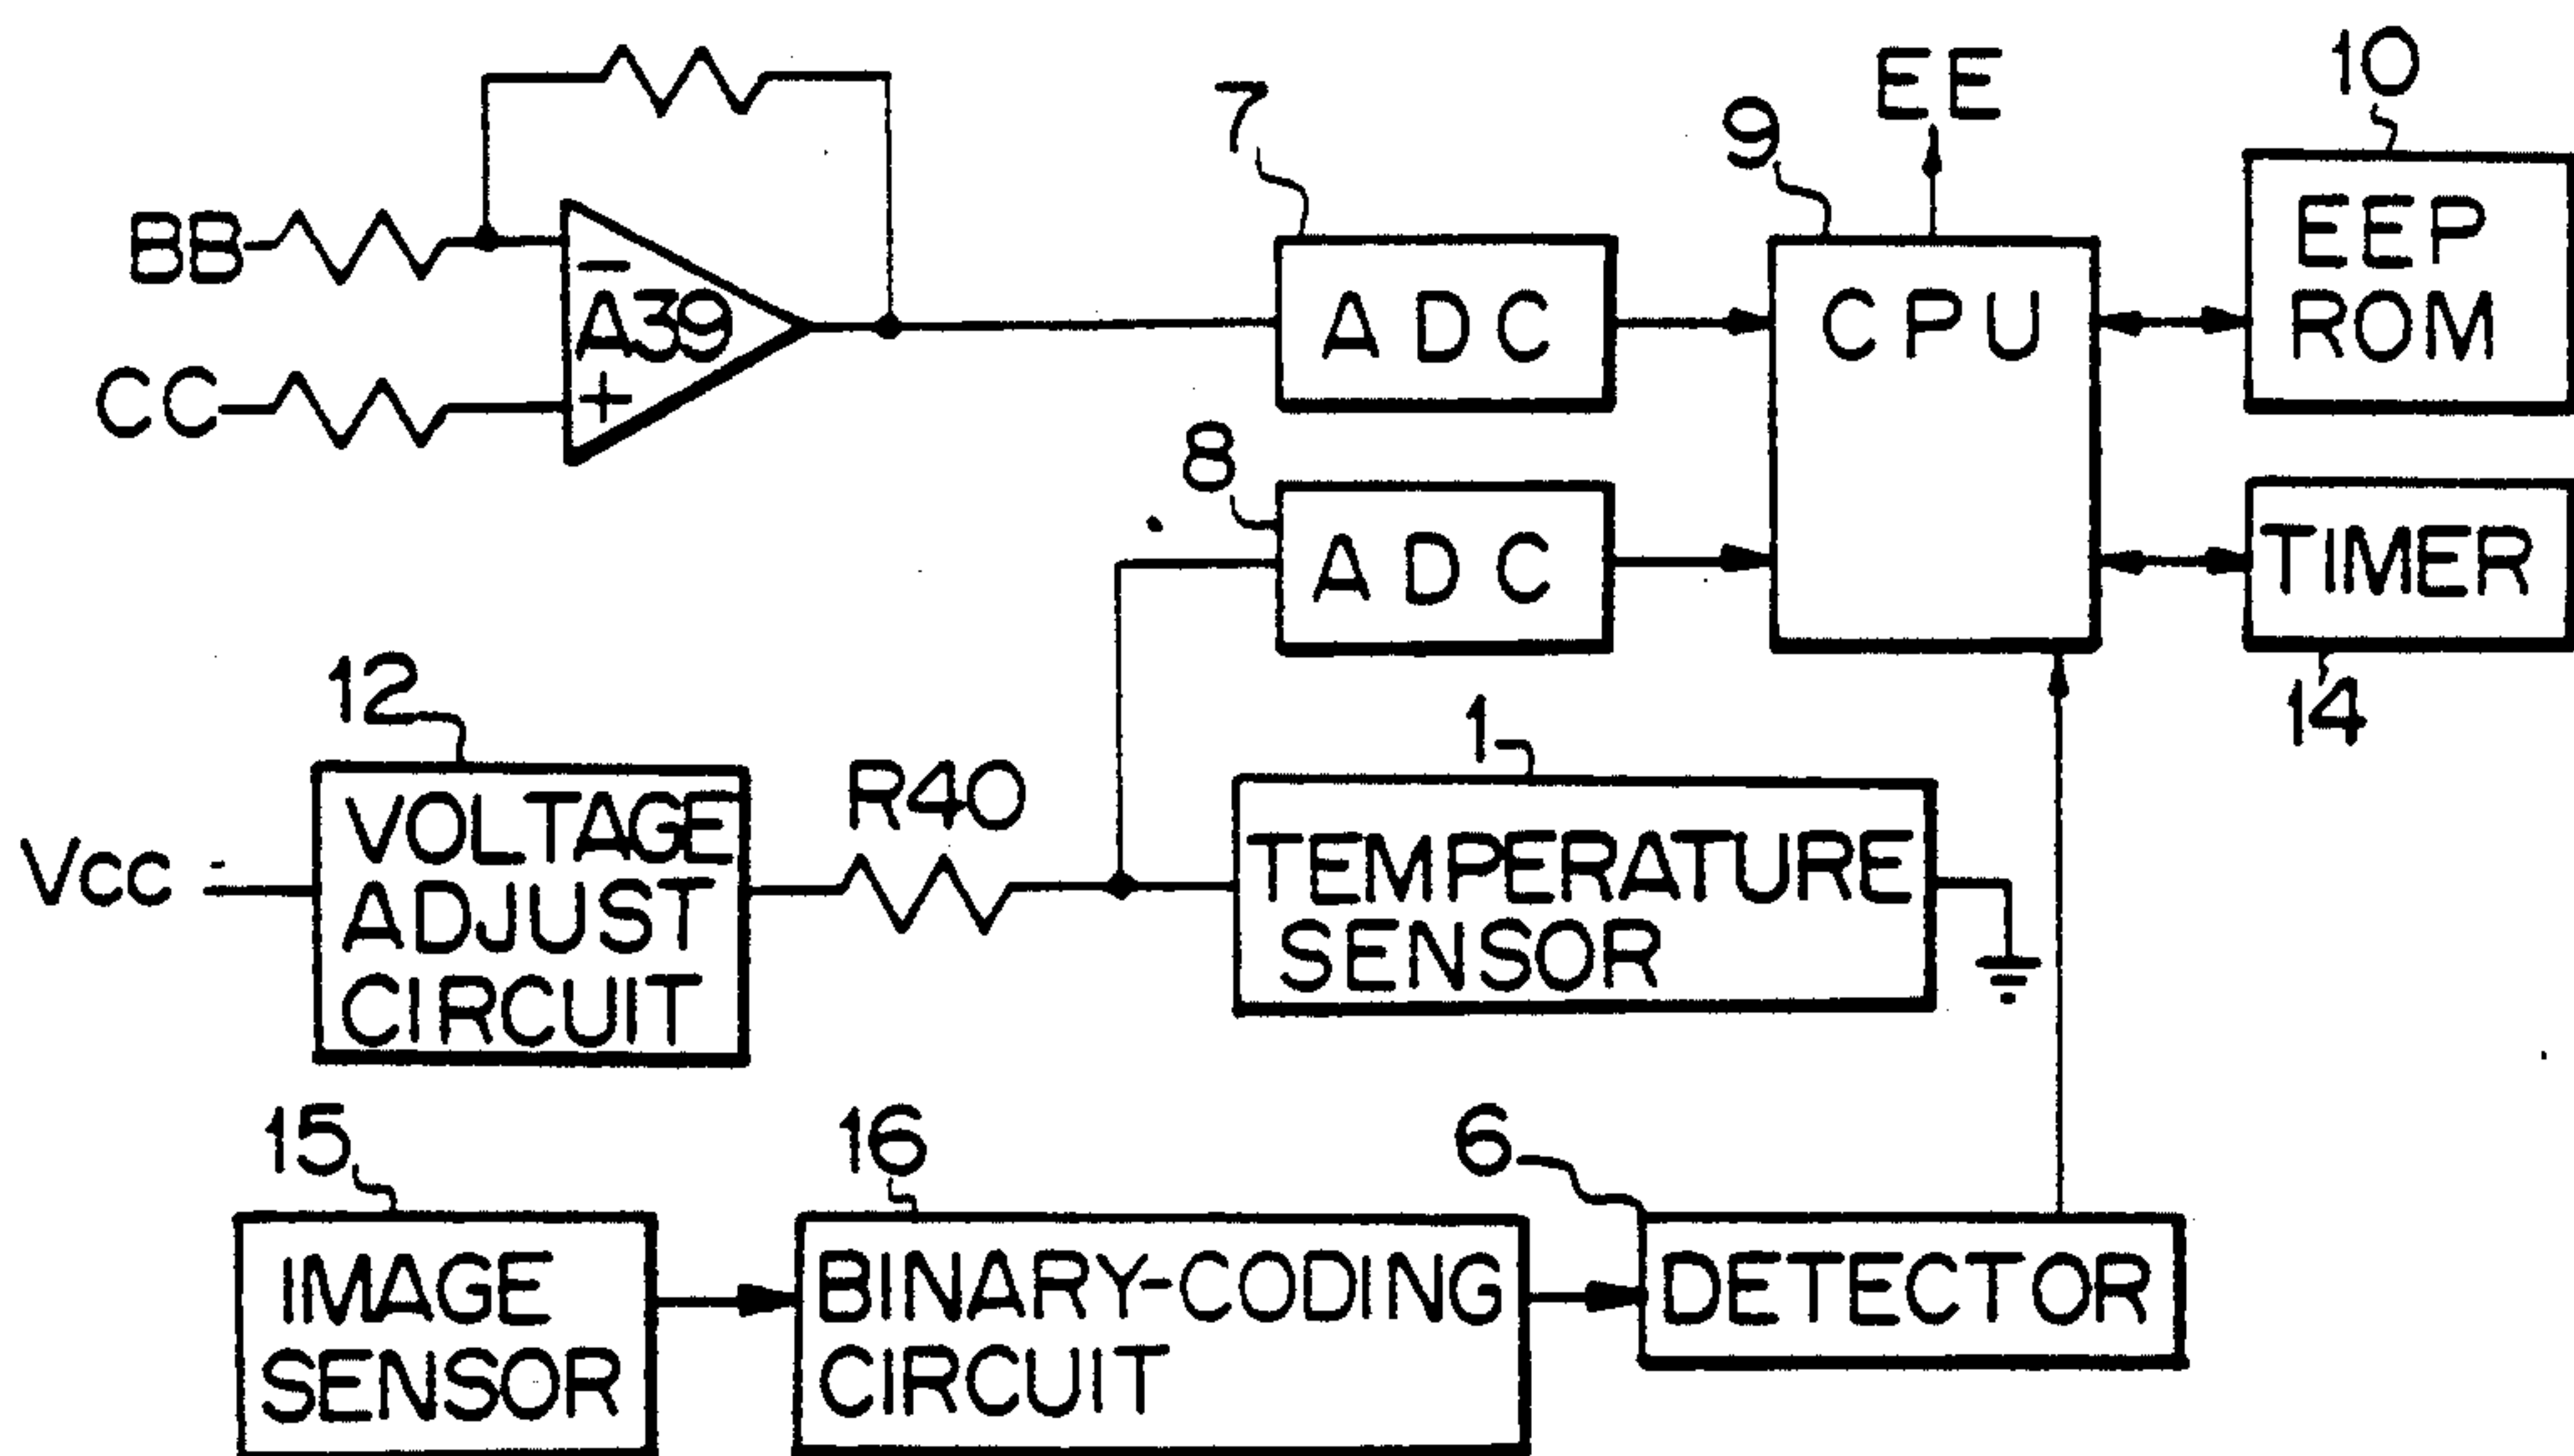 BB
CC
−
A39
+
7
ADC
8
ADC
9
CPU
EE
10
EEP
ROM
TIMER
14
Vcc
12
VOLTAGE
ADJUST
CIRCUIT
R40
1
TEMPERATURE
SENSOR
15
IMAGE
SENSOR
16
BINARY-CODING
CIRCUIT
6
DETECTOR